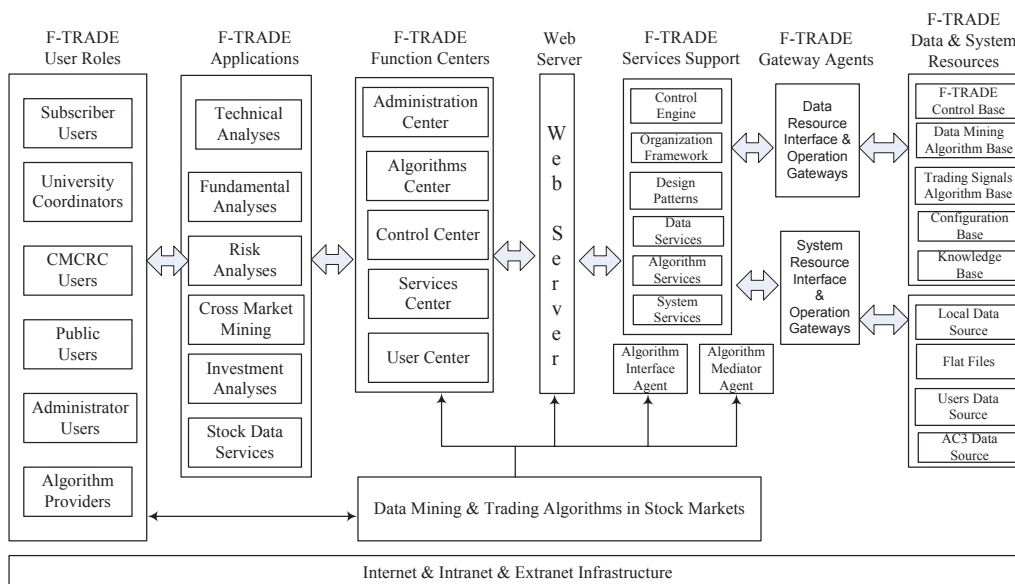 F-TRADE
User Roles
Subscriber
Users
University
Coordinators
CMCRC
Users
Public
Users
Administrator
Users
Algorithm
Providers
F-TRADE
Applications
Technical
Analyses
Fundamental
Analyses
Risk
Analyses
Cross Market
Mining
Investment
Analyses
Stock Data
Services
F-TRADE
Function Centers
Administration
Center
Algorithms
Center
Control Center
Services
Center
User Center
Web
Server
Web Server
F-TRADE
Services Support
Control
Engine
Organization
Framework
Design
Patterns
Data
Services
Algorithm
Services
System
Services
Algorithm
Interface
Agent
Algorithm
Mediator
Agent
F-TRADE
Gateway Agents
Data
Resource
Interface &
Operation
Gateways
System
Resource
Interface
&
Operation
Gateways
F-TRADE
Data & System
Resources
F-TRADE
Control Base
Data Mining
Algorithm Base
Trading Signals
Algorithm Base
Configuration
Base
Knowledge
Base
Local Data
Source
Flat Files
Users Data
Source
AC3 Data
Source
Data Mining & Trading Algorithms in Stock Markets
Internet & Intranet & Extranet Infrastructure